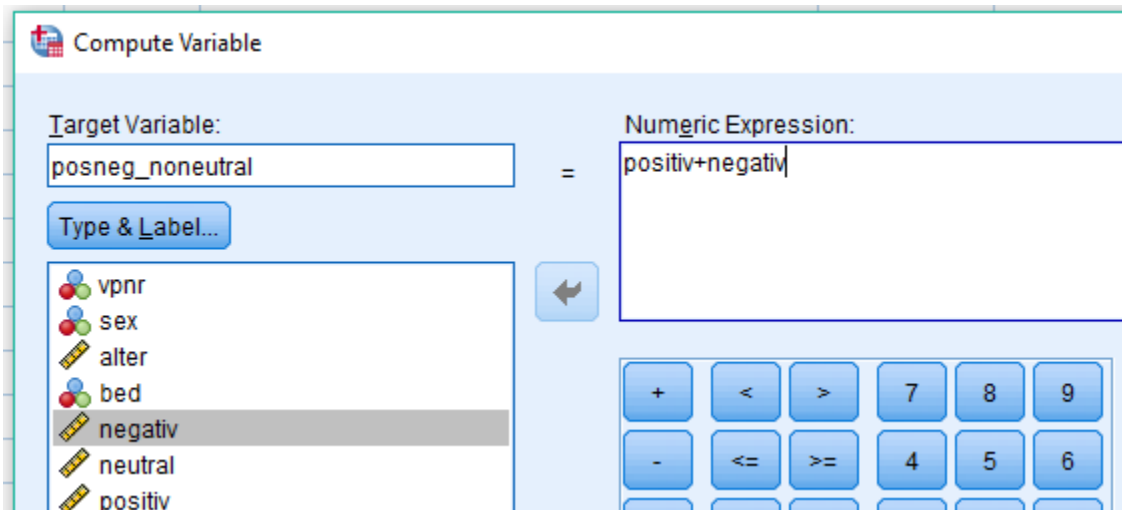 Compute Variable
Target Variable:
posneg_noneutral
=
Numeric Expression:
positiv+negativ
Type & Label...
vpnr
sex
alter
bed
negativ
neutral
positiv
+ < > 7 8 9
- <= >= 4 5 6